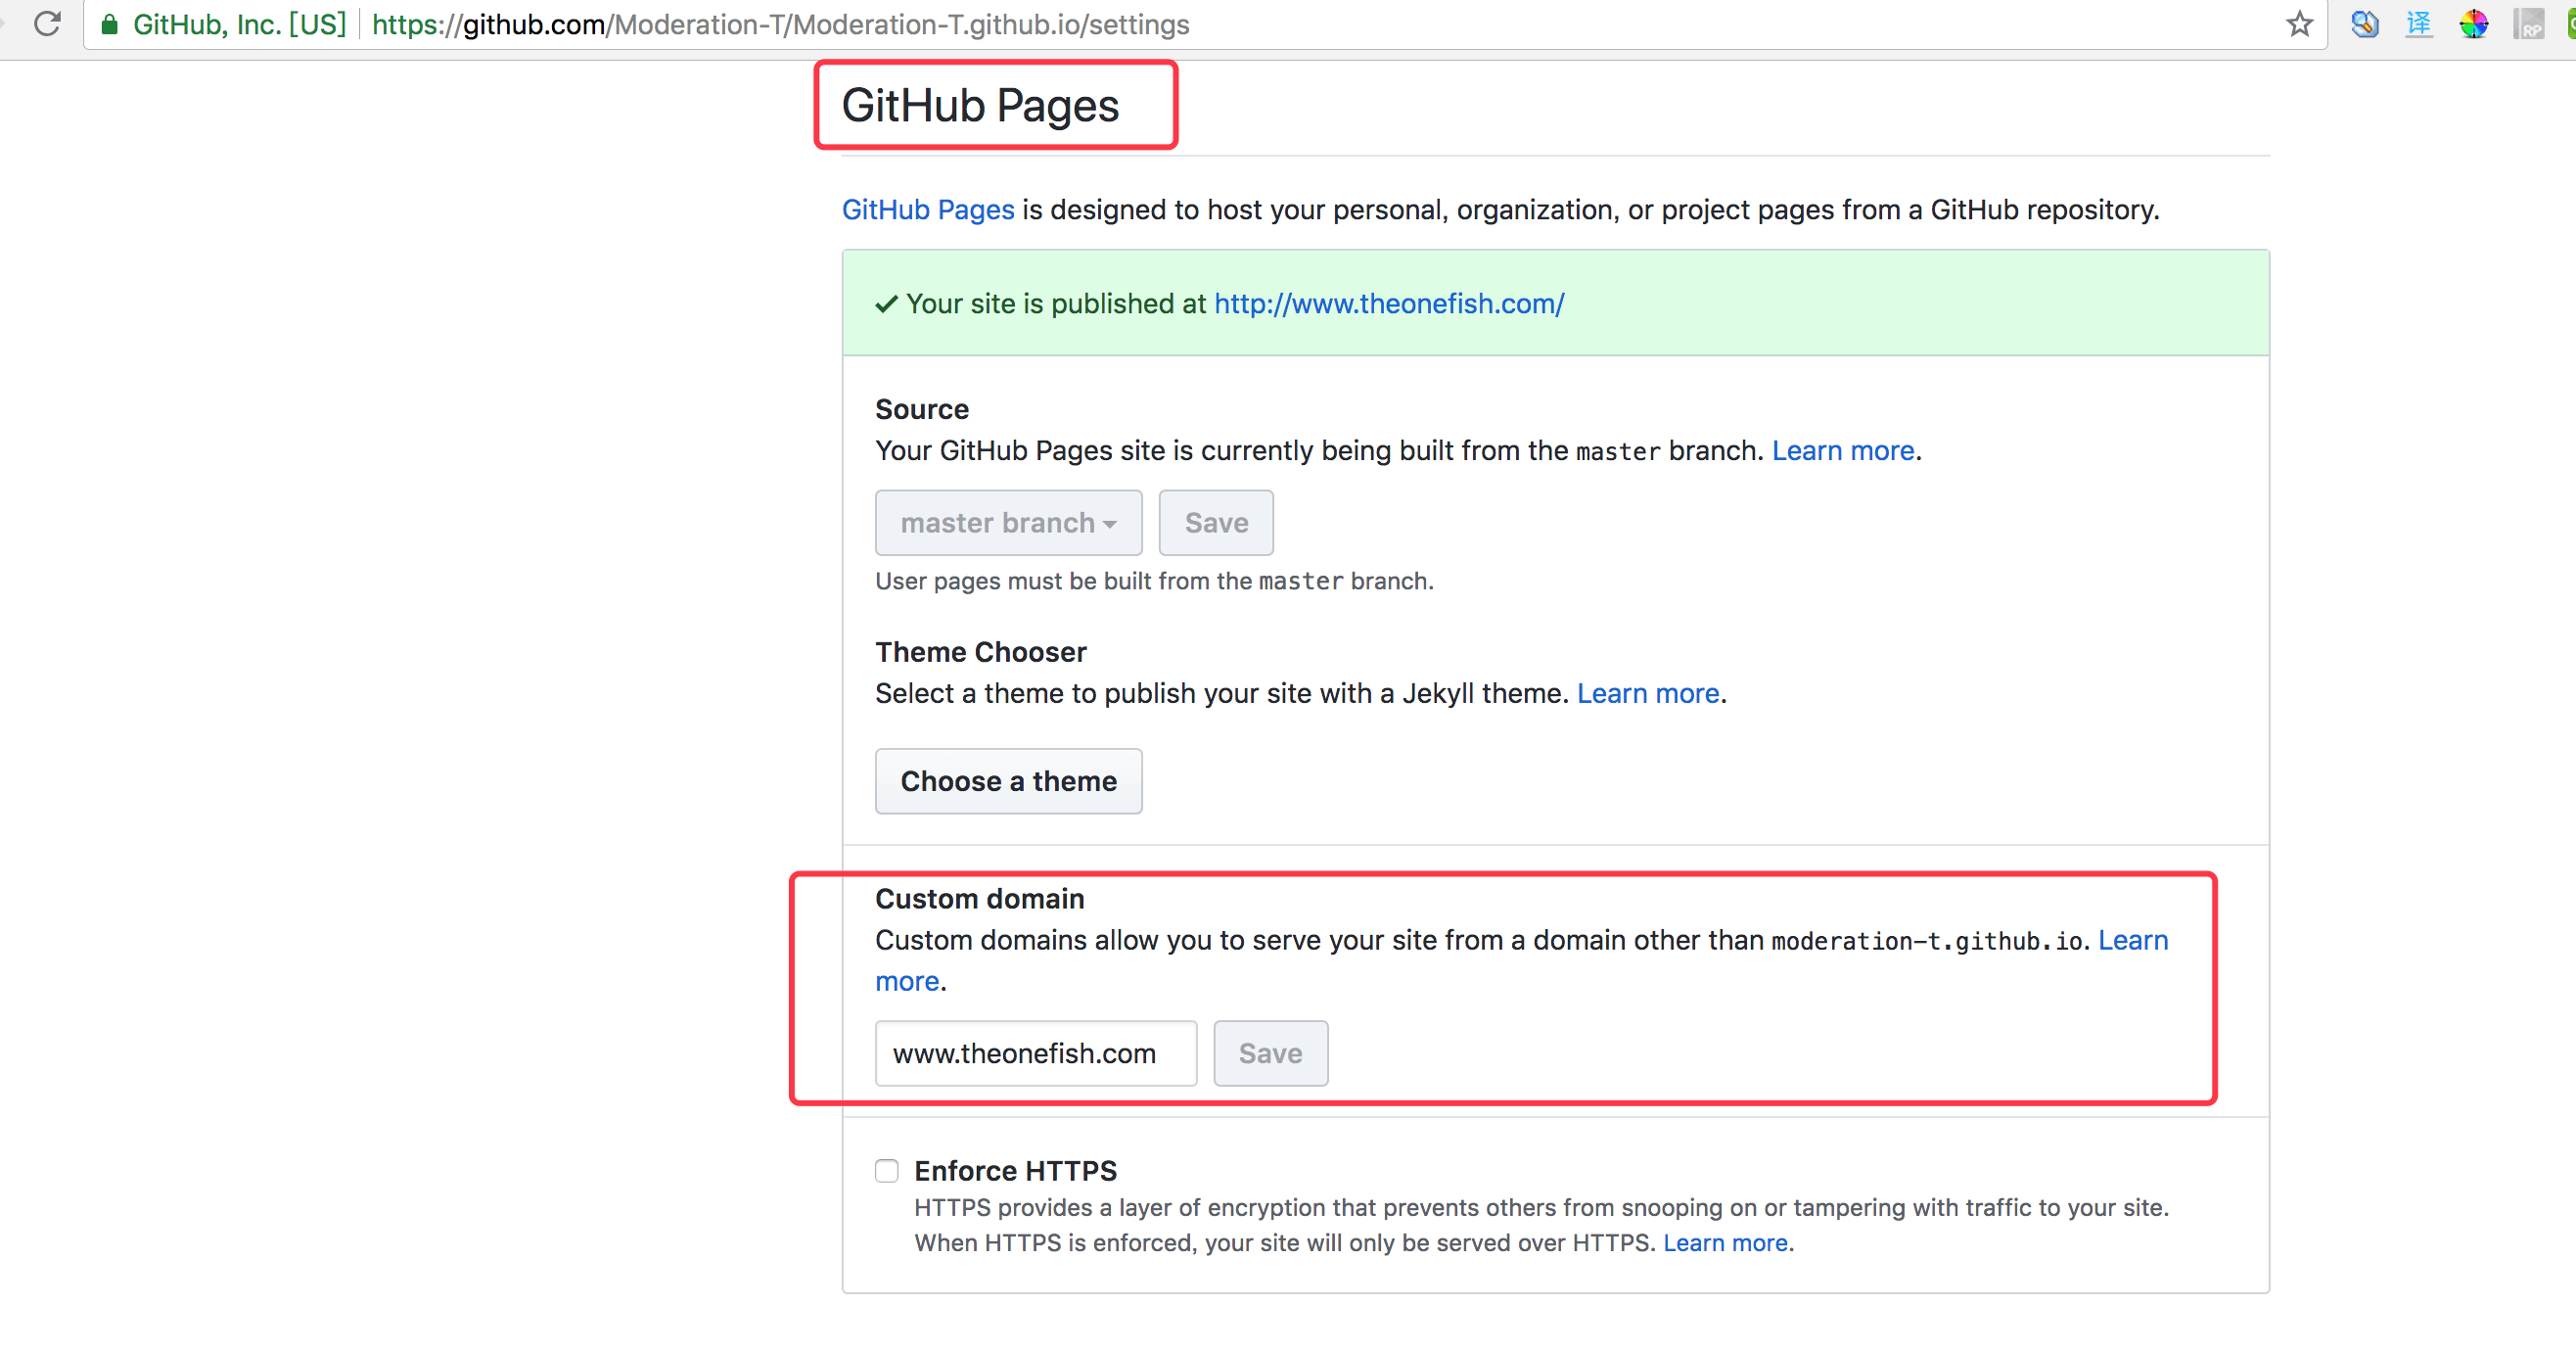 GitHub, Inc. [US] https://github.com/Moderation-T/Moderation-T.github.io/settings 译 RP
GitHub Pages
GitHub Pages is designed to host your personal, organization, or project pages from a GitHub repository.
Your site is published at http://www.theonefish.com/
Source
Your GitHub Pages site is currently being built from the master branch. Learn more.
master branch Save
User pages must be built from the master branch.
Theme Chooser
Select a theme to publish your site with a Jekyll theme. Learn more.
Choose a theme
Custom domain
Custom domains allow you to serve your site from a domain other than moderation-t.github.io. Learn
more.
www.theonefish.com Save
Enforce HTTPS
HTTPS provides a layer of encryption that prevents others from snooping on or tampering with traffic to your site.
When HTTPS is enforced, your site will only be served over HTTPS. Learn more.